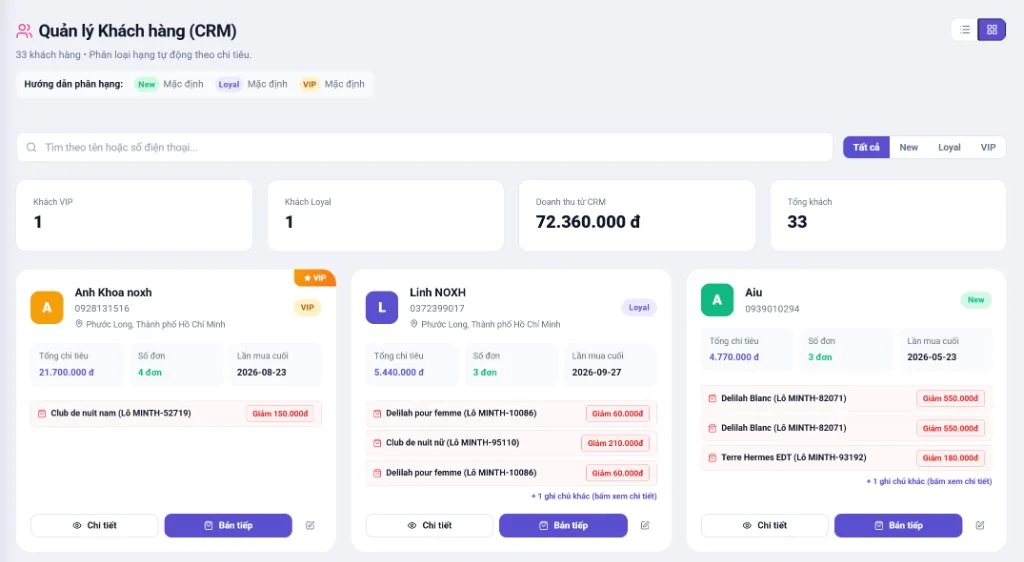 Quản lý Khách hàng (CRM)
33 khách hàng • Phân loại hạng tự động theo chi tiêu.
Hướng dẫn phân hạng: New Mặc định Loyal Mặc định VIP Mặc định
Tìm theo tên hoặc số điện thoại...
Tất cả New Loyal VIP
Khách VIP
1
Khách Loyal
1
Doanh thu từ CRM
72.360.000 đ
Tổng khách
33
VIP
A
Anh Khoa noxh
0928131516
Phước Long, Thành phố Hồ Chí Minh
VIP
Tổng chi tiêu
21.700.000 đ
Số đơn
4 đơn
Lần mua cuối
2026-08-23
Club de nuit nam (Lô MINTH-52719) Giảm 150.000đ
Chi tiết Bán tiếp
L
Linh NOXH
0372399017
Phước Long, Thành phố Hồ Chí Minh
Loyal
Tổng chi tiêu
5.440.000 đ
Số đơn
3 đơn
Lần mua cuối
2026-09-27
Delilah pour femme (Lô MINTH-10086) Giảm 60.000đ
Club de nuit nữ (Lô MINTH-95110) Giảm 210.000đ
Delilah pour femme (Lô MINTH-10086) Giảm 60.000đ
+ 1 ghi chú khác (bấm xem chi tiết)
Chi tiết Bán tiếp
A
Aiu
0939010294
New
Tổng chi tiêu
4.770.000 đ
Số đơn
3 đơn
Lần mua cuối
2026-05-23
Delilah Blanc (Lô MINTH-82071) Giảm 550.000đ
Delilah Blanc (Lô MINTH-82071) Giảm 550.000đ
Terre Hermes EDT (Lô MINTH-93192) Giảm 180.000đ
+ 1 ghi chú khác (bấm xem chi tiết)
Chi tiết Bán tiếp